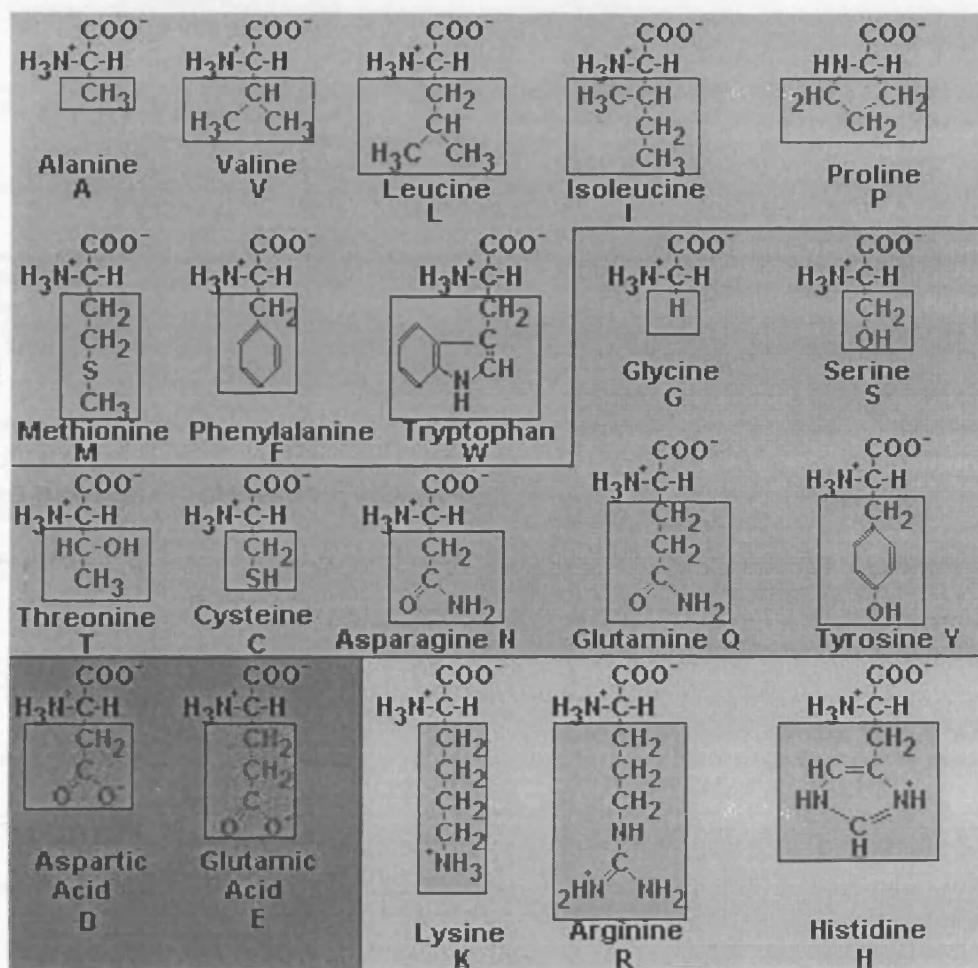 COO⁻ COO⁻ COO⁻ COO⁻ COO⁻
H₃N⁺-C-H H₃N⁺-C-H H₃N⁺-C-H H₃N⁺-C-H HN-C-H
CH₃ CH CH₂ H₃C-CH ₂HC CH₂
H₃C CH₃ CH CH₂ CH₂
H₃C CH₃ CH₃
Alanine Valine Leucine Isoleucine Proline
A V L I P
COO⁻ COO⁻ COO⁻ COO⁻ COO⁻
H₃N⁺-C-H H₃N⁺-C-H H₃N⁺-C-H H₃N⁺-C-H H₃N⁺-C-H
CH₂ CH₂ CH₂ H CH₂
CH₂ C OH
S CH
CH₃ N
H
Methionine Phenylalanine Tryptophan Glycine Serine
M F W G S
COO⁻ COO⁻ COO⁻ COO⁻ COO⁻
H₃N⁺-C-H H₃N⁺-C-H H₃N⁺-C-H H₃N⁺-C-H H₃N⁺-C-H
HC-OH CH₂ CH₂ CH₂ CH₂
CH₃ SH C CH₂
O NH₂ C
O NH₂ OH
Threonine Cysteine Asparagine N Glutamine Q Tyrosine Y
T C
COO⁻ COO⁻ COO⁻ COO⁻ COO⁻
H₃N⁺-C-H H₃N⁺-C-H H₃N⁺-C-H H₃N⁺-C-H H₃N⁺-C-H
CH₂ CH₂ CH₂ CH₂ CH₂
C CH₂ CH₂ CH₂ HC=C
O O⁻ C CH₂ CH₂ HN NH⁺
O O⁻ CH₂ NH C
⁺NH₃ C H
₂HN⁺ NH₂
Aspartic Glutamic
Acid Acid
D E
Lysine Arginine Histidine
K R H